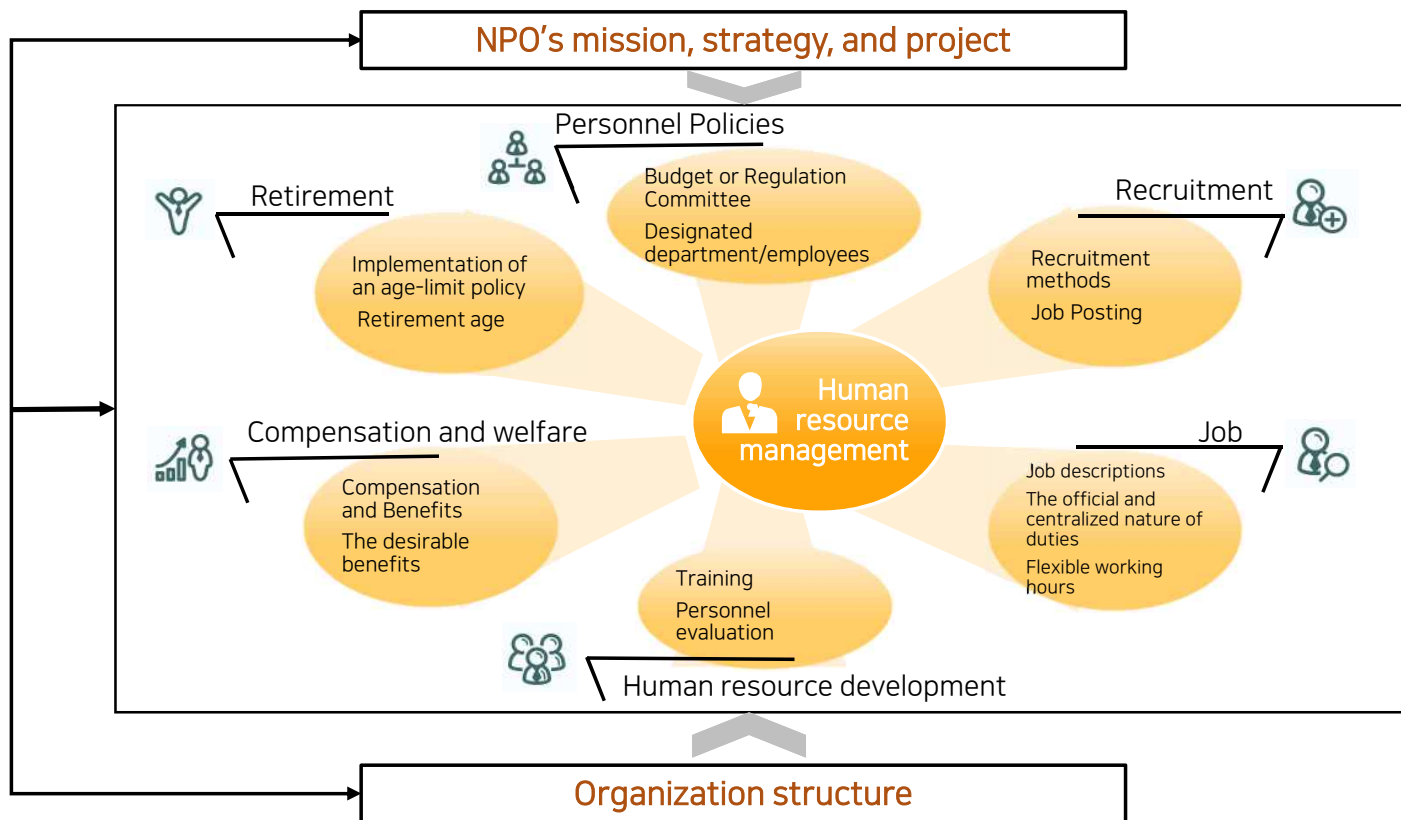 NPO's mission, strategy, and project
Personnel Policies
Budget or Regulation
Committee
Designated
department/employees
Retirement
Implementation of
an age-limit policy
Retirement age
Recruitment
Recruitment
methods
Job Posting
Human
resource
management
Compensation and welfare
Compensation
and Benefits
The desirable
benefits
Job
Job descriptions
The official and
centralized nature of
duties
Flexible working
hours
Training
Personnel
evaluation
Human resource development
Organization structure